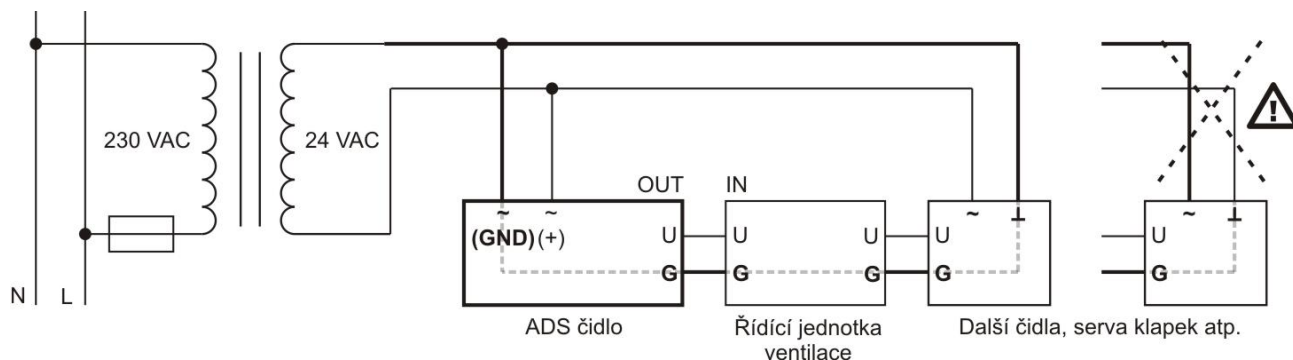 230 VAC
24 VAC
N
L
OUT
IN
~
~
(GND)
(+)
U
G
U
G
U
G
~
⊥
U
G
~
⊥
U
G
!
ADS čidlo
Řídící jednotka
ventilace
Další čidla, serva klapek atp.